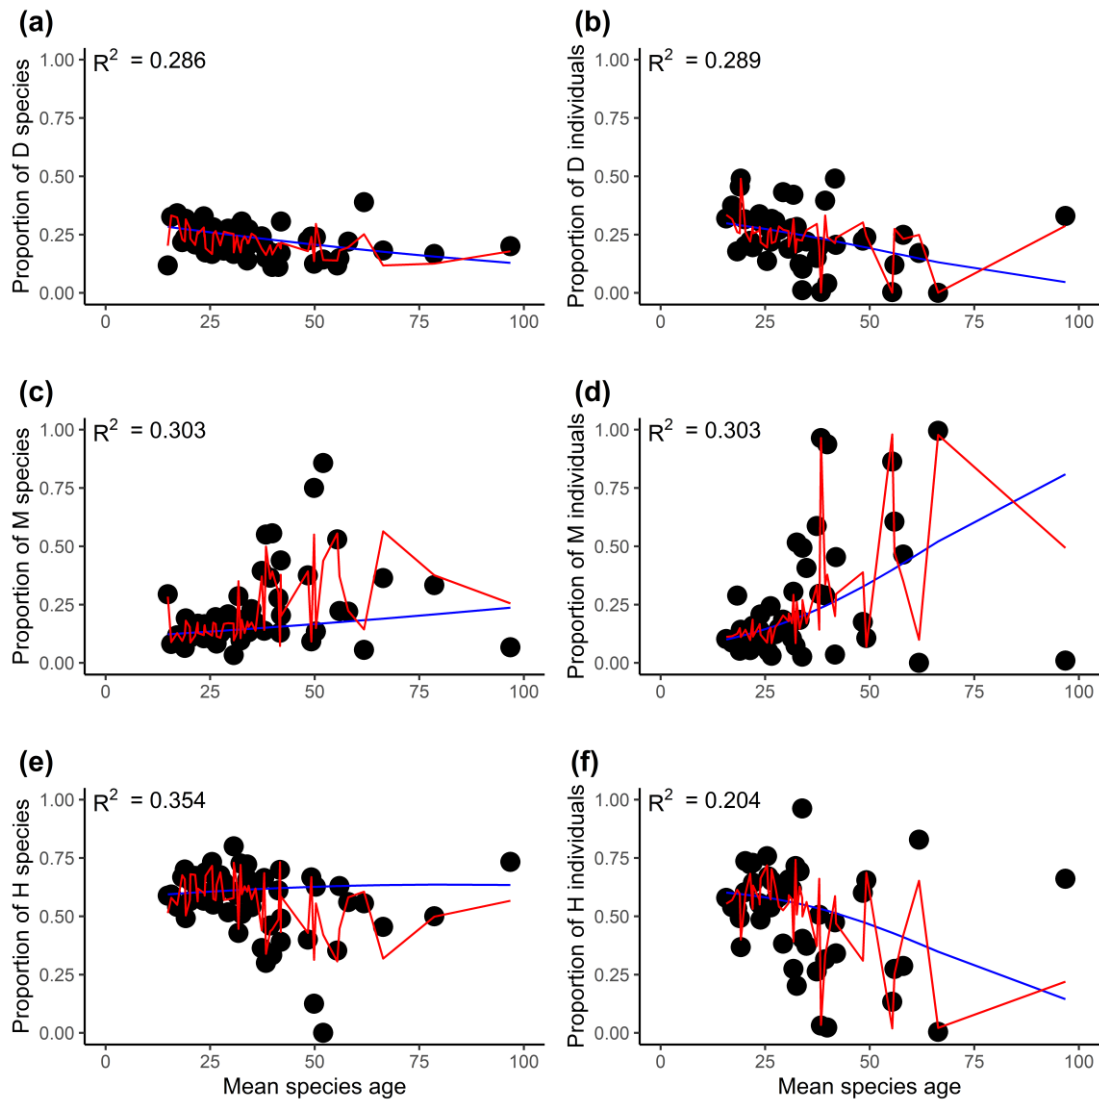 (a)
Proportion of D species
1.00
0.75
0.50
0.25
0.00
R² = 0.286
0 25 50 75 100
(b)
Proportion of D individuals
1.00
0.75
0.50
0.25
0.00
R² = 0.289
0 25 50 75 100
(c)
Proportion of M species
1.00
0.75
0.50
0.25
0.00
R² = 0.303
0 25 50 75 100
(d)
Proportion of M individuals
1.00
0.75
0.50
0.25
0.00
R² = 0.303
0 25 50 75 100
(e)
Proportion of H species
1.00
0.75
0.50
0.25
0.00
R² = 0.354
0 25 50 75 100
Mean species age
(f)
Proportion of H individuals
1.00
0.75
0.50
0.25
0.00
R² = 0.204
0 25 50 75 100
Mean species age